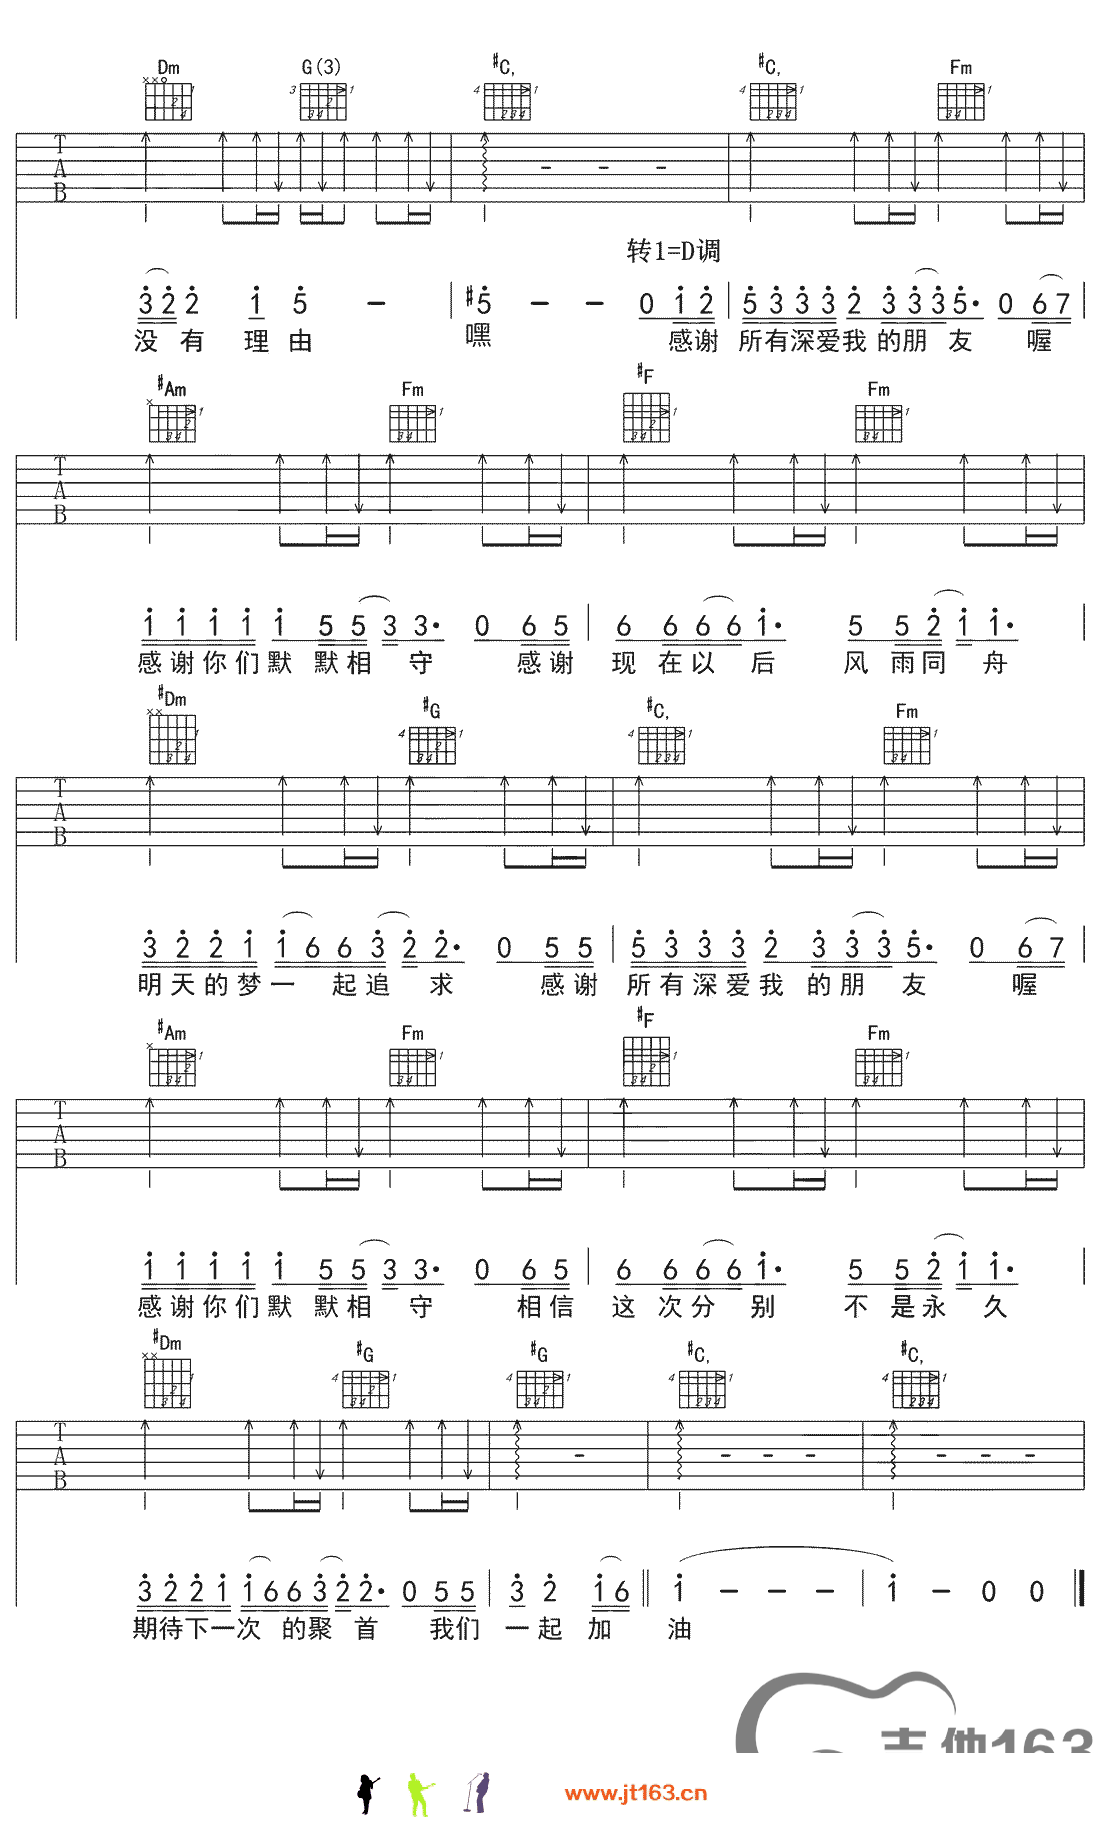 Dm G(3) #C, #C, Fm
3 1 4 4 1
T A B
转1=D调
3 2 2 1 5 - #5 - - 0 1 2 5 3 3 3 2 3 3 3 5· 0 6 7
没 有 理 由 嘿 感谢 所有深爱我 的朋 友 喔
#Am Fm #F Fm
T A B
1 1 1 1 1 5 5 3 3· 0 6 5 6 6 6 6 1· 5 5 2 1 1·
感谢你们默 默相 守 感谢 现 在以 后 风 雨同 舟
#Dm #G #C, Fm
T A B
3 2 2 1 1 6 6 3 2 2· 0 5 5 5 3 3 3 2 3 3 3 5· 0 6 7
明天的梦一 起追 求 感谢 所有深爱我 的朋 友 喔
#Am Fm #F Fm
T A B
1 1 1 1 1 5 5 3 3· 0 6 5 6 6 6 6 1· 5 5 2 1 1·
感谢你们默 默相 守 相信 这 次分 别 不 是永 久
#Dm #G #G #C, #C,
T A B
3 2 2 1 1 6 6 3 2 2· 0 5 5 3 2 1 6 1 - - - 1 - 0 0
期待下一次 的聚 首 我们 一起 加 油
吉他163
www.jt163.cn